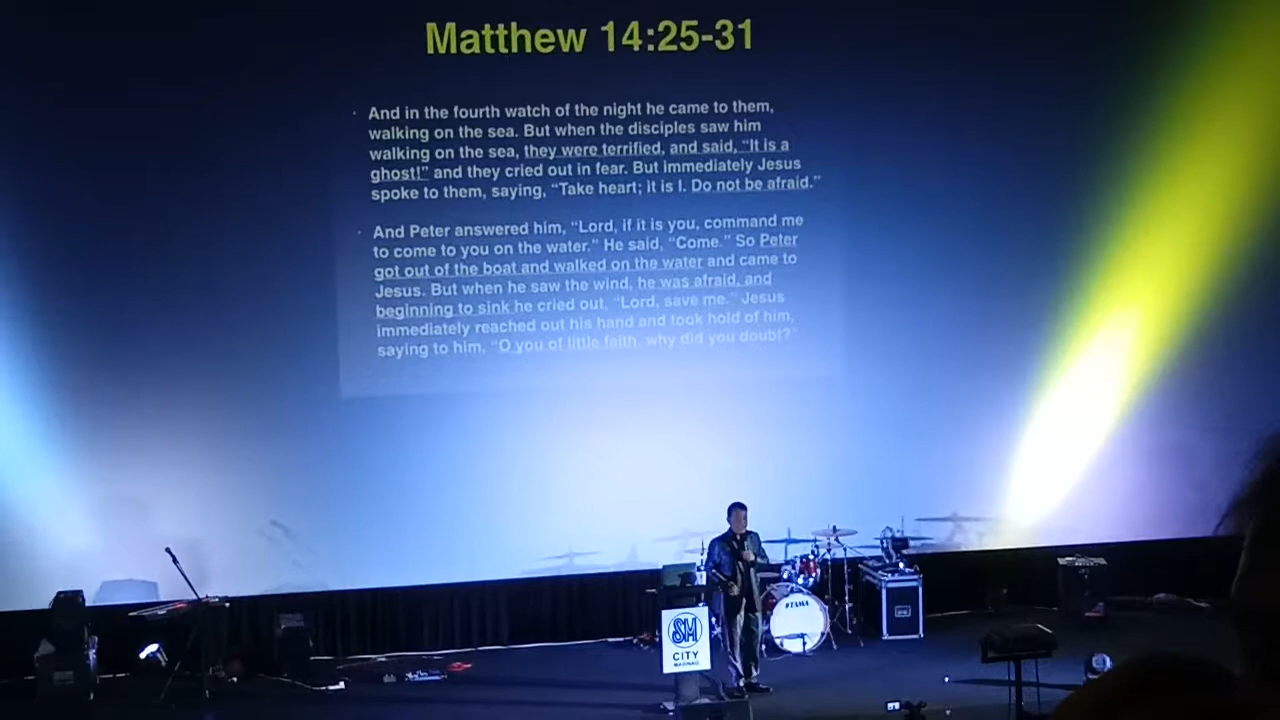 Matthew 14:25-31
And in the fourth watch of the night he came to them,
walking on the sea. But when the disciples saw him
walking on the sea, they were terrified, and said, “It is a
ghost!” and they cried out in fear. But immediately Jesus
spoke to them, saying, “Take heart; it is I. Do not be afraid.”
And Peter answered him, “Lord, if it is you, command me
to come to you on the water.” He said, “Come.” So Peter
got out of the boat and walked on the water and came to
Jesus. But when he saw the wind, he was afraid, and
beginning to sink he cried out, “Lord, save me.” Jesus
immediately reached out his hand and took hold of him,
saying to him, “O you of little faith, why did you doubt?”
TAMA
SM
CITY
MASINAG